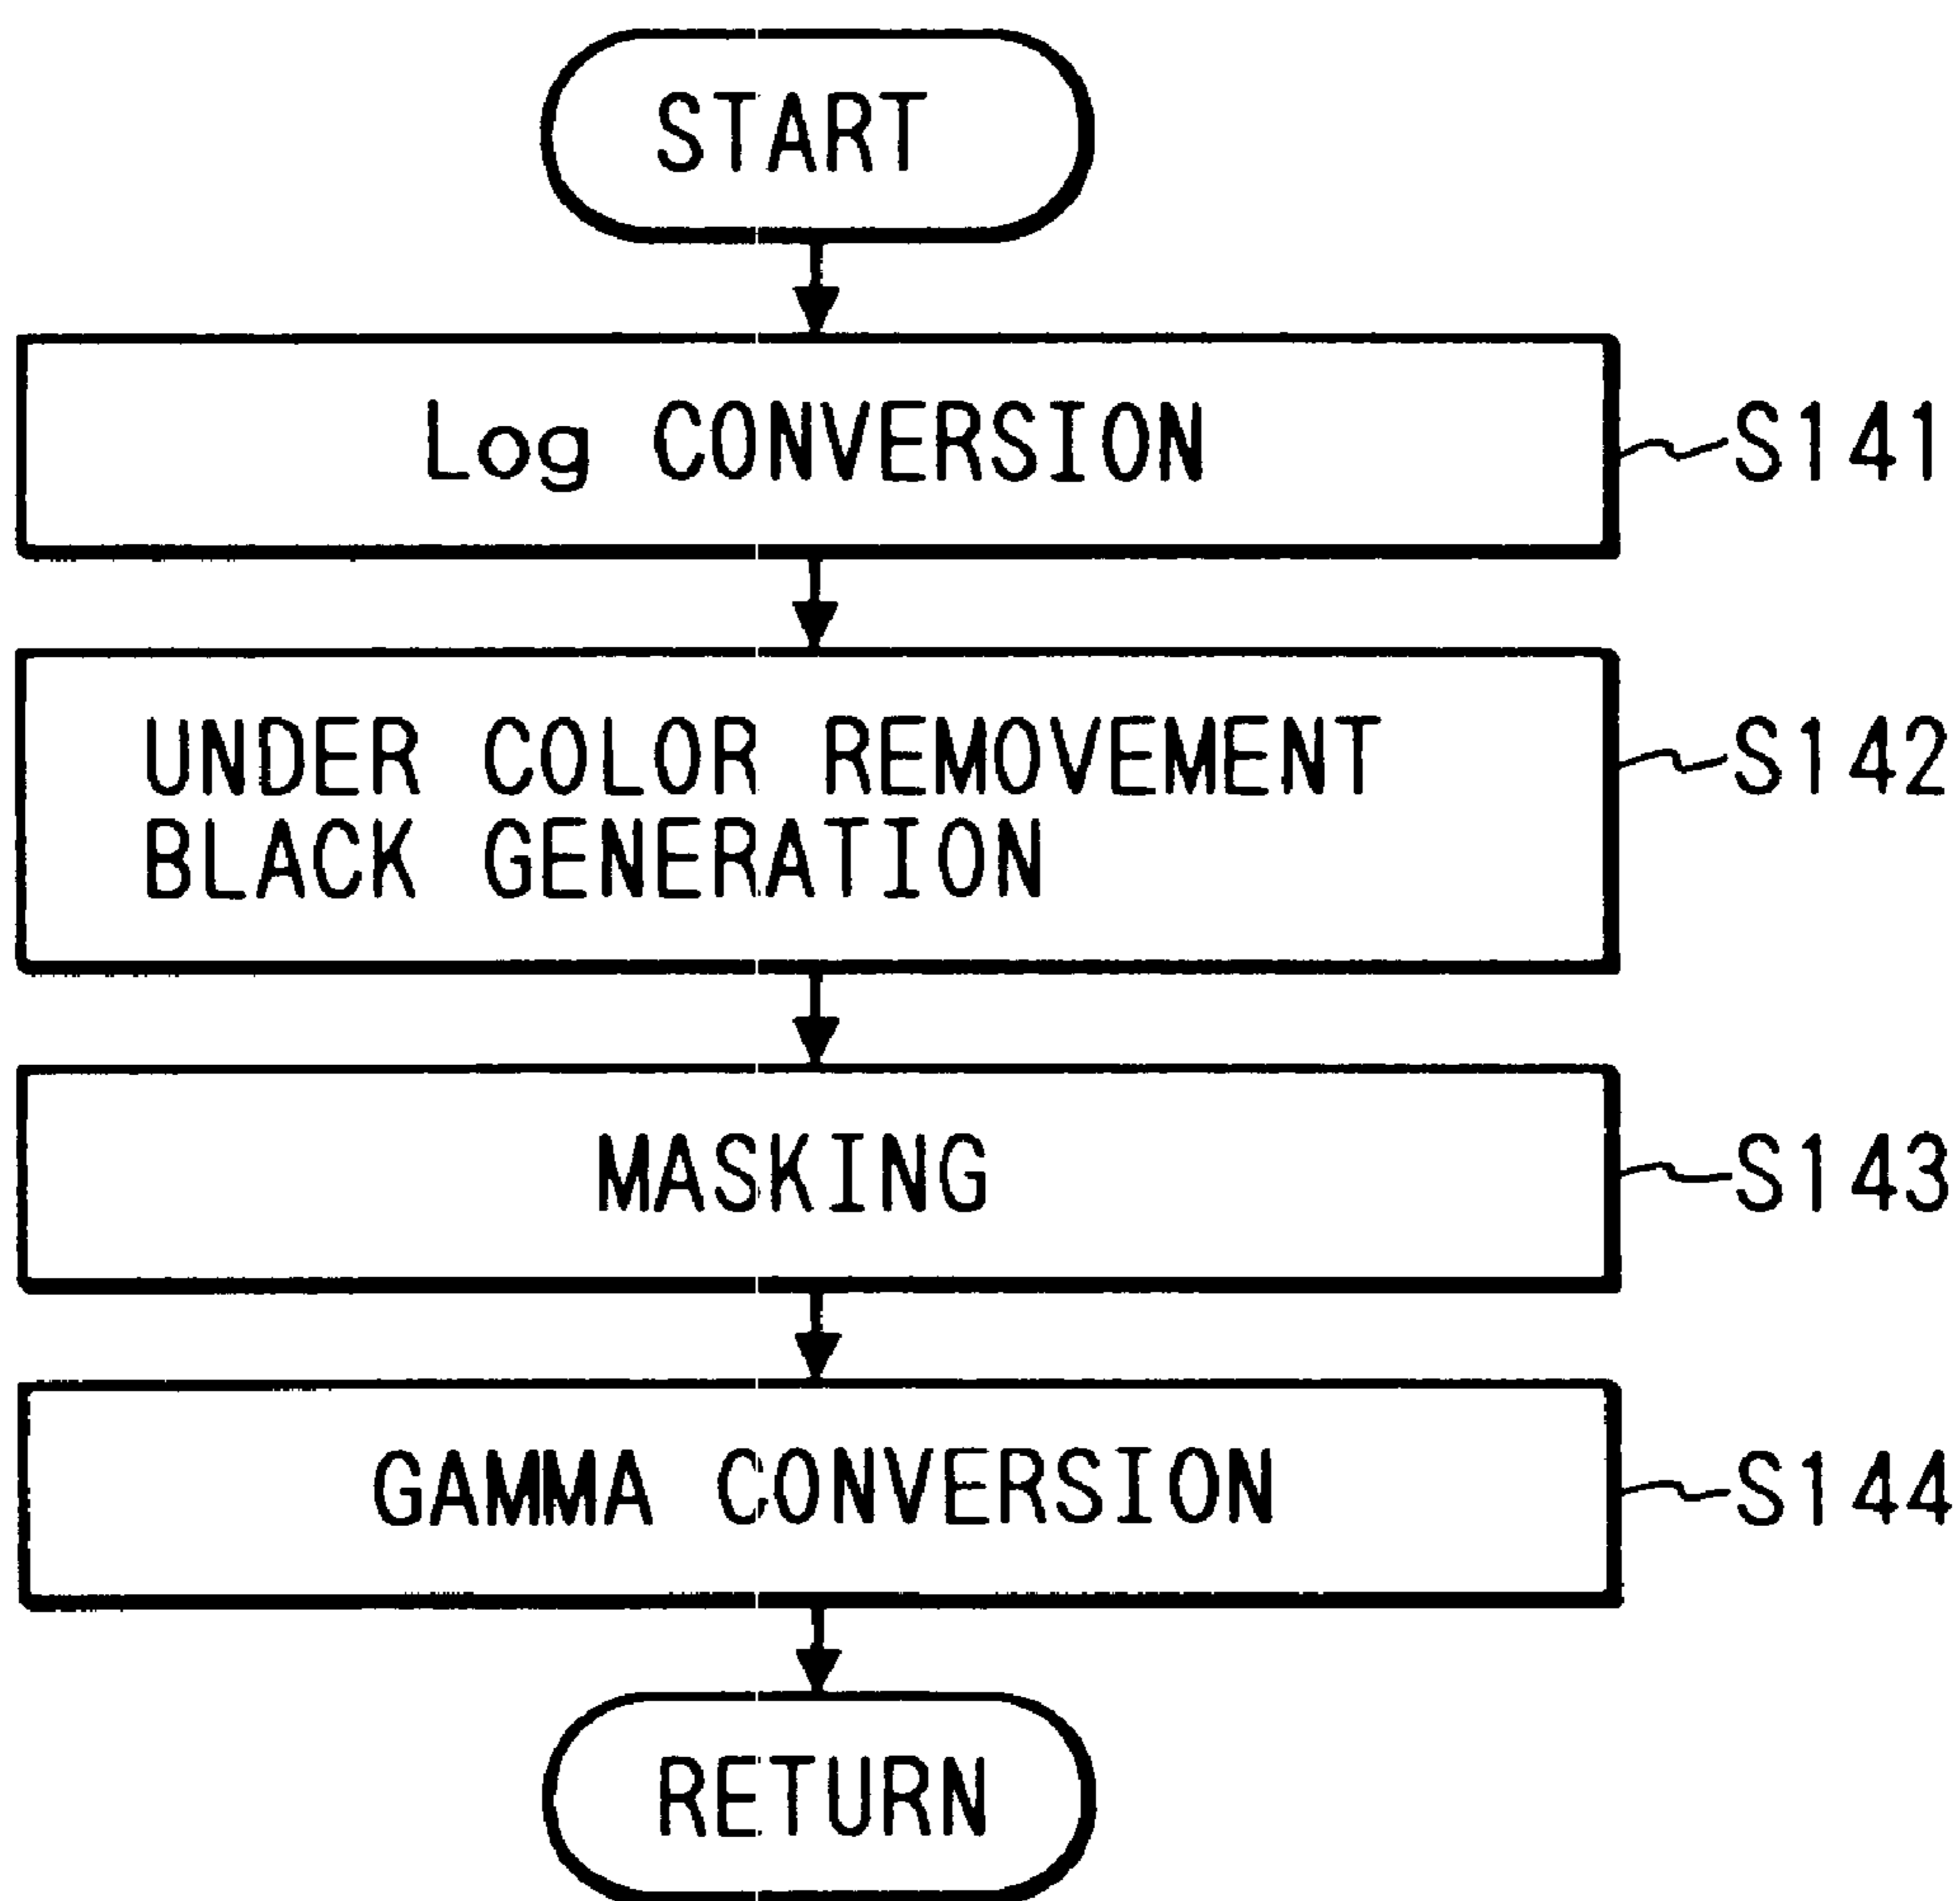 START
Log CONVERSION
S141
UNDER COLOR REMOVEMENT
BLACK GENERATION
S142
MASKING
S143
GAMMA CONVERSION
S144
RETURN